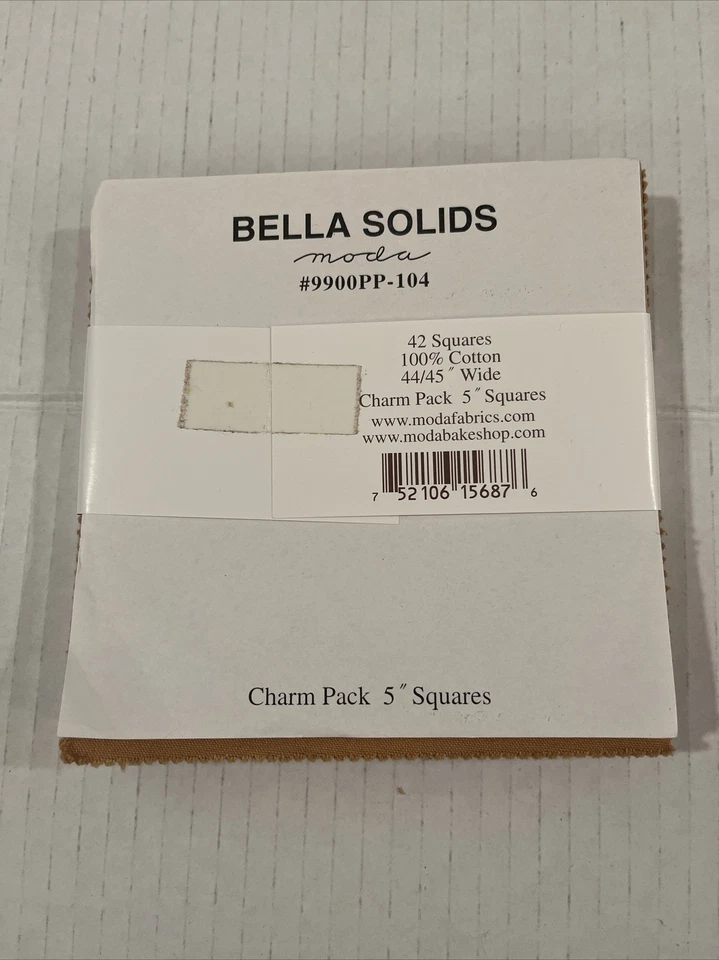 BELLA SOLIDS
moda
#9900PP-104
42 Squares
100% Cotton
44/45″ Wide
Charm Pack 5″ Squares
www.modafabrics.com
www.modabakeshop.com
7 52106 15687 6
Charm Pack 5″ Squares